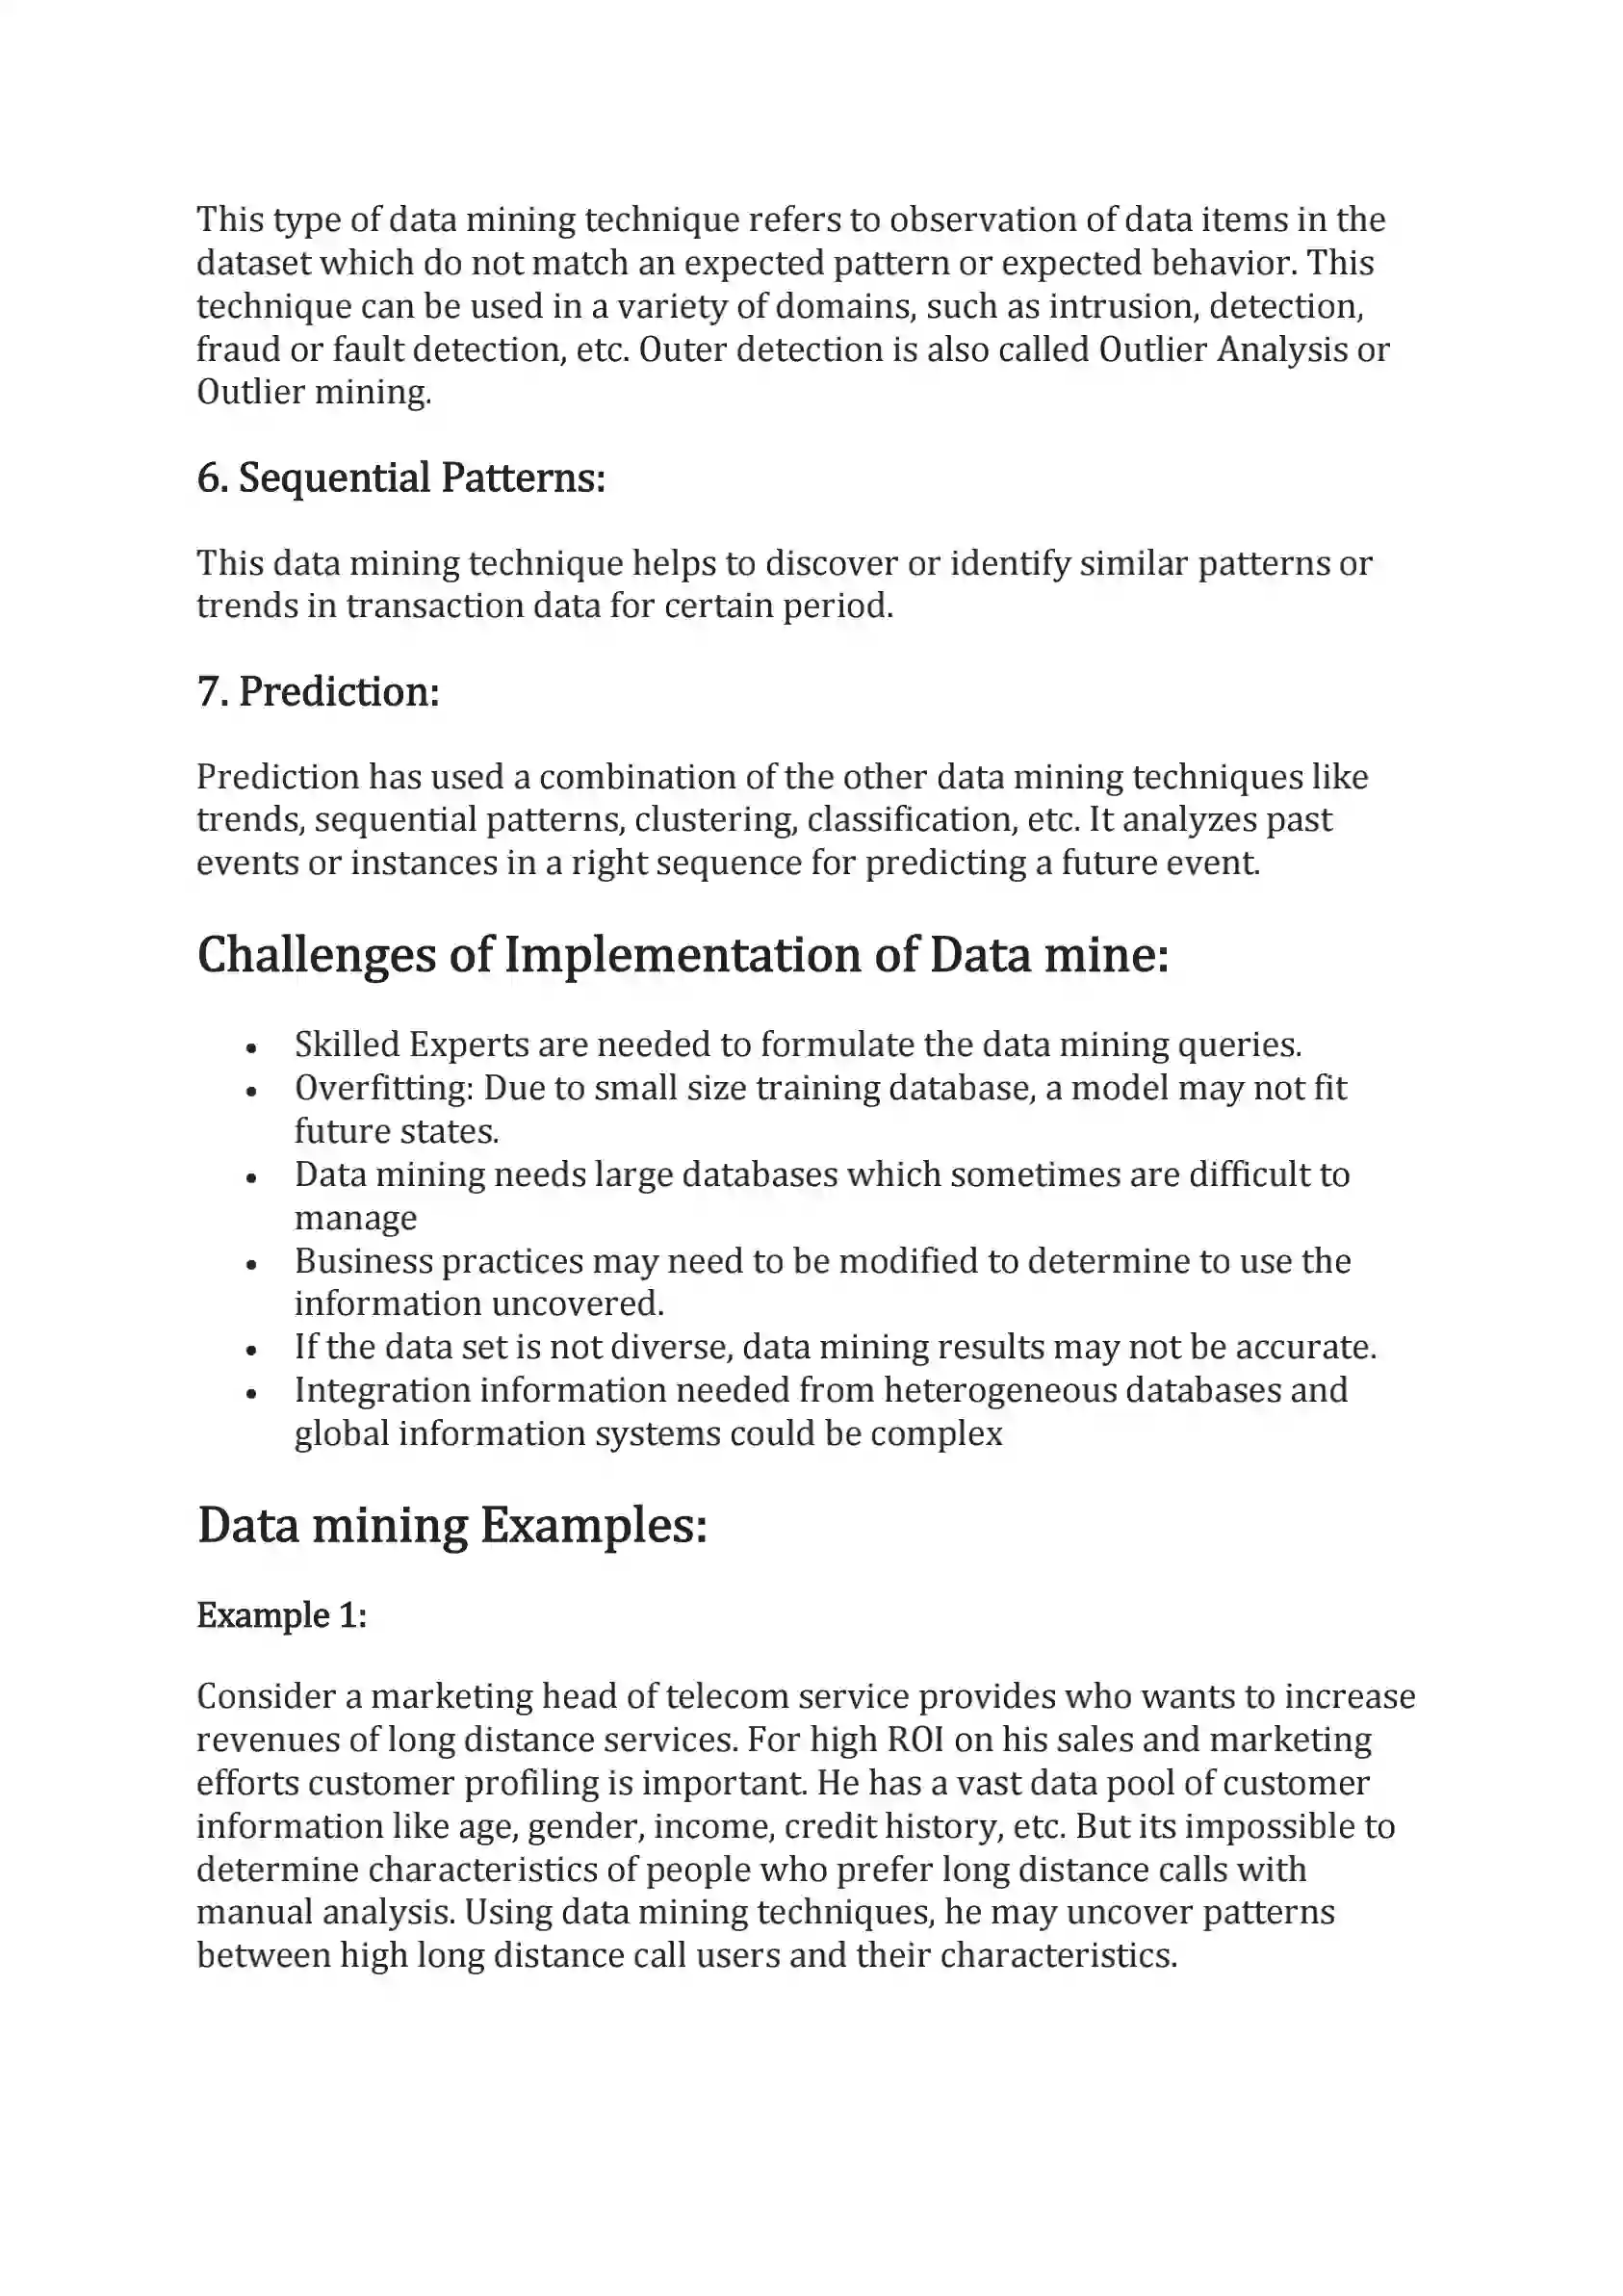 This type of data mining technique refers to observation of data items in the
dataset which do not match an expected pattern or expected behavior. This
technique can be used in a variety of domains, such as intrusion, detection,
fraud or fault detection, etc. Outer detection is also called Outlier Analysis or
Outlier mining.
6. Sequential Patterns:
This data mining technique helps to discover or identify similar patterns or
trends in transaction data for certain period.
7. Prediction:
Prediction has used a combination of the other data mining techniques like
trends, sequential patterns, clustering, classification, etc. It analyzes past
events or instances in a right sequence for predicting a future event.
Challenges of Implementation of Data mine:
• Skilled Experts are needed to formulate the data mining queries.
• Overfitting: Due to small size training database, a model may not fit
future states.
• Data mining needs large databases which sometimes are difficult to
manage
• Business practices may need to be modified to determine to use the
information uncovered.
• If the data set is not diverse, data mining results may not be accurate.
• Integration information needed from heterogeneous databases and
global information systems could be complex
Data mining Examples:
Example 1:
Consider a marketing head of telecom service provides who wants to increase
revenues of long distance services. For high ROI on his sales and marketing
efforts customer profiling is important. He has a vast data pool of customer
information like age, gender, income, credit history, etc. But its impossible to
determine characteristics of people who prefer long distance calls with
manual analysis. Using data mining techniques, he may uncover patterns
between high long distance call users and their characteristics.